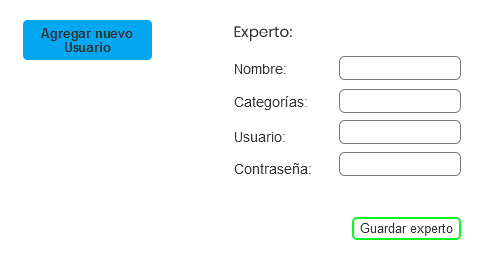 Agregar nuevo
Usuario
Experto:
Nombre:
Categorías:
Usuario:
Contraseña:
Guardar experto